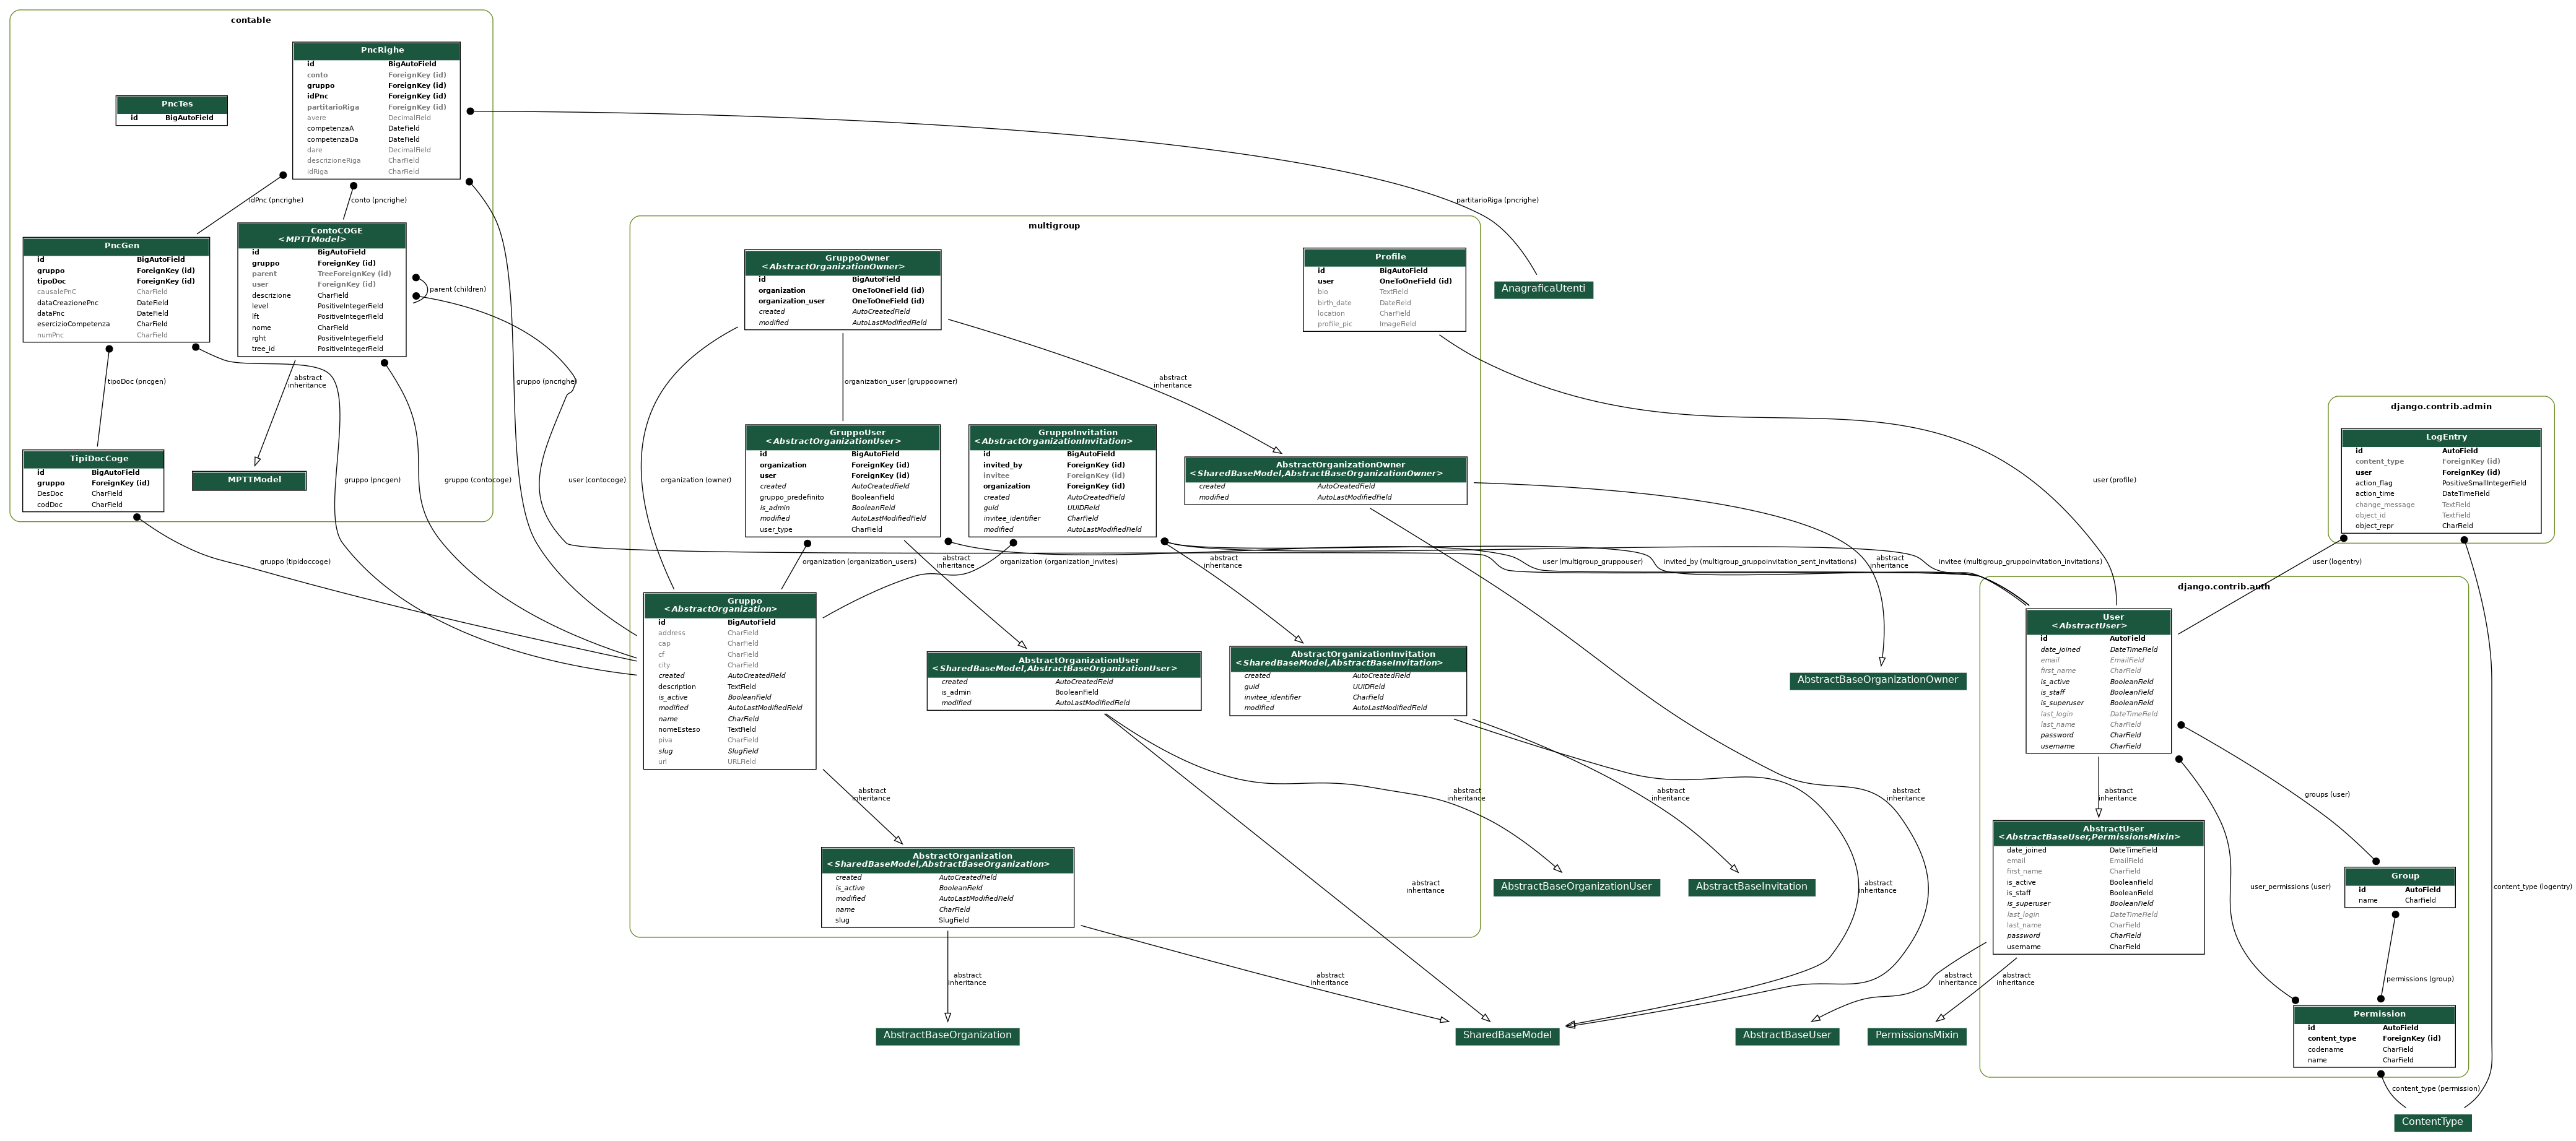 contable
PncRighe
id BigAutoField
conto ForeignKey (id)
gruppo ForeignKey (id)
idPnc ForeignKey (id)
partitarioRiga ForeignKey (id)
avere DecimalField
competenzaA DateField
competenzaDa DateField
dare DecimalField
descrizioneRiga CharField
idRiga CharField
PncTes
id BigAutoField
idPnc (pncrighe)
conto (pncrighe)
partitarioRiga (pncrighe)
PncGen
id BigAutoField
gruppo ForeignKey (id)
tipoDoc ForeignKey (id)
causalePnC CharField
dataCreazionePnc DateField
dataPnc DateField
esercizioCompetenza CharField
numPnc CharField
ContoCOGE
<MPTTModel>
id BigAutoField
gruppo ForeignKey (id)
parent TreeForeignKey (id)
user ForeignKey (id)
descrizione CharField
level PositiveIntegerField
lft PositiveIntegerField
nome CharField
rght PositiveIntegerField
tree_id PositiveIntegerField
parent (children)
tipoDoc (pncgen)
abstract
inheritance
gruppo (pncrighe)
TipiDocCoge
id BigAutoField
gruppo ForeignKey (id)
DesDoc CharField
codDoc CharField
MPTTModel
gruppo (pncgen)
gruppo (contocoge)
user (contocoge)
gruppo (tipidoccoge)
multigroup
GruppoOwner
<AbstractOrganizationOwner>
id BigAutoField
organization OneToOneField (id)
organization_user OneToOneField (id)
created AutoCreatedField
modified AutoLastModifiedField
Profile
id BigAutoField
user OneToOneField (id)
bio TextField
birth_date DateField
location CharField
profile_pic ImageField
AnagraficaUtenti
organization_user (gruppoowner)
abstract
inheritance
organization (owner)
user (profile)
GruppoUser
<AbstractOrganizationUser>
id BigAutoField
organization ForeignKey (id)
user ForeignKey (id)
created AutoCreatedField
gruppo_predefinito BooleanField
is_admin BooleanField
modified AutoLastModifiedField
user_type CharField
GruppoInvitation
<AbstractOrganizationInvitation>
id BigAutoField
invited_by ForeignKey (id)
invitee ForeignKey (id)
organization ForeignKey (id)
created AutoCreatedField
guid UUIDField
invitee_identifier CharField
modified AutoLastModifiedField
AbstractOrganizationOwner
<SharedBaseModel,AbstractBaseOrganizationOwner>
created AutoCreatedField
modified AutoLastModifiedField
organization (organization_users)
abstract
inheritance
organization (organization_invites)
abstract
inheritance
user (multigroup_gruppouser)
invited_by (multigroup_gruppoinvitation_sent_invitations)
abstract
inheritance
invitee (multigroup_gruppoinvitation_invitations)
Gruppo
<AbstractOrganization>
id BigAutoField
address CharField
cap CharField
cf CharField
city CharField
created AutoCreatedField
description TextField
is_active BooleanField
modified AutoLastModifiedField
name CharField
nomeEsteso TextField
piva CharField
slug SlugField
url URLField
AbstractOrganizationUser
<SharedBaseModel,AbstractBaseOrganizationUser>
created AutoCreatedField
is_admin BooleanField
modified AutoLastModifiedField
AbstractOrganizationInvitation
<SharedBaseModel,AbstractBaseInvitation>
created AutoCreatedField
guid UUIDField
invitee_identifier CharField
modified AutoLastModifiedField
AbstractBaseOrganizationOwner
abstract
inheritance
abstract
inheritance
abstract
inheritance
abstract
inheritance
AbstractOrganization
<SharedBaseModel,AbstractBaseOrganization>
created AutoCreatedField
is_active BooleanField
modified AutoLastModifiedField
name CharField
slug SlugField
abstract
inheritance
abstract
inheritance
AbstractBaseOrganizationUser
AbstractBaseInvitation
abstract
inheritance
abstract
inheritance
AbstractBaseOrganization
SharedBaseModel
AbstractBaseUser
PermissionsMixin
django.contrib.admin
LogEntry
id AutoField
content_type ForeignKey (id)
user ForeignKey (id)
action_flag PositiveSmallIntegerField
action_time DateTimeField
change_message TextField
object_id TextField
object_repr CharField
user (logentry)
content_type (logentry)
django.contrib.auth
User
<AbstractUser>
id AutoField
date_joined DateTimeField
email EmailField
first_name CharField
is_active BooleanField
is_staff BooleanField
is_superuser BooleanField
last_login DateTimeField
last_name CharField
password CharField
username CharField
abstract
inheritance
groups (user)
AbstractUser
<AbstractBaseUser,PermissionsMixin>
date_joined DateTimeField
email EmailField
first_name CharField
is_active BooleanField
is_staff BooleanField
is_superuser BooleanField
last_login DateTimeField
last_name CharField
password CharField
username CharField
user_permissions (user)
Group
id AutoField
name CharField
abstract
inheritance
abstract
inheritance
permissions (group)
Permission
id AutoField
content_type ForeignKey (id)
codename CharField
name CharField
content_type (permission)
ContentType